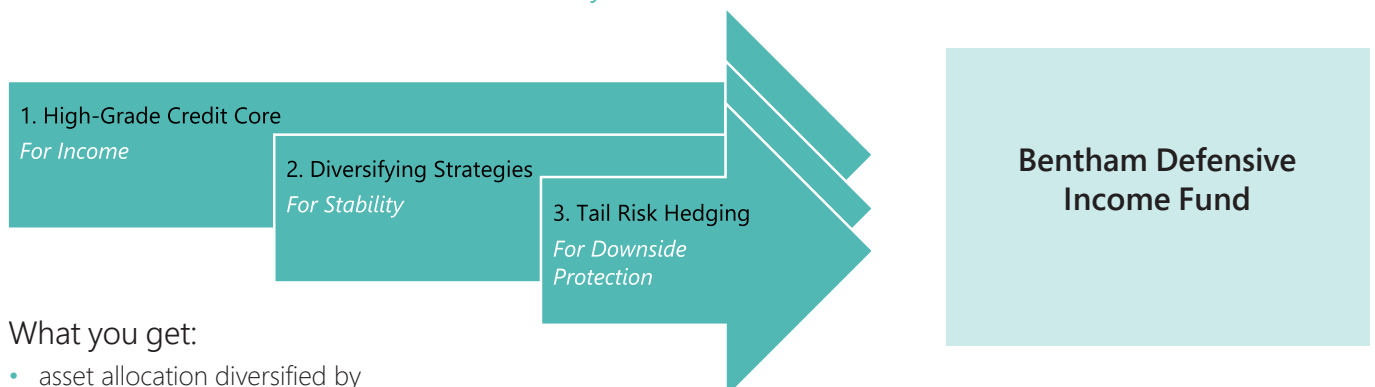 1. High-Grade Credit Core
For Income
2. Diversifying Strategies
For Stability
3. Tail Risk Hedging
For Downside
Protection
Bentham Defensive
Income Fund
What you get:
• asset allocation diversified by